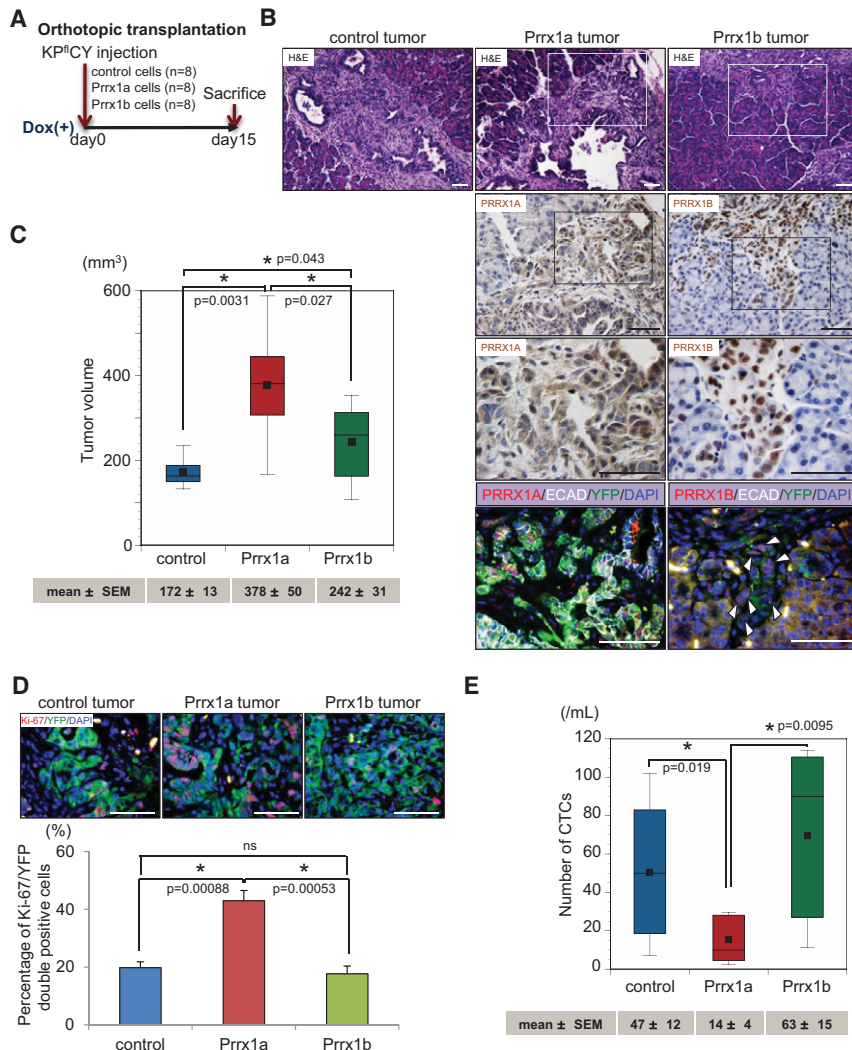 A
Orthotopic transplantation
KPᶠˡCY injection
control cells (n=8)
Prrx1a cells (n=8)
Prrx1b cells (n=8)
Sacrifice
Dox(+)
day0
day15
B
control tumor
Prrx1a tumor
Prrx1b tumor
H&E
H&E
H&E
PRRX1A
PRRX1B
PRRX1A
PRRX1B
PRRX1A/ECAD/YFP/DAPI
PRRX1B/ECAD/YFP/DAPI
C
(mm³)
* p=0.043
*
*
p=0.0031
p=0.027
600
400
200
0
Tumor volume
control
Prrx1a
Prrx1b
mean ± SEM
172 ± 13
378 ± 50
242 ± 31
D
control tumor
Prrx1a tumor
Prrx1b tumor
Ki-67/YFP/DAPI
(%)
ns
*
*
p=0.00088
p=0.00053
60
40
20
0
Percentage of Ki-67/YFP
double positive cells
control
Prrx1a
Prrx1b
E
(/mL)
* p=0.0095
*
p=0.019
120
100
80
60
40
20
0
Number of CTCs
control
Prrx1a
Prrx1b
mean ± SEM
47 ± 12
14 ± 4
63 ± 15